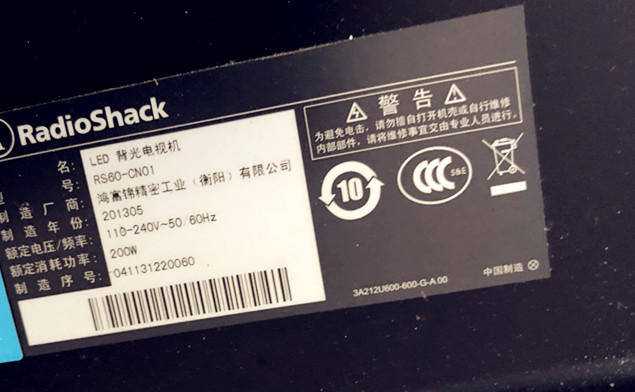 RadioShack
名: LED 背光电视机
型 号: RS60-CN01
制 造 厂 商: 鸿富锦精密工业（衡阳）有限公司
制 造 年 份: 201305
额定电压/频率: 110-240V~50/60Hz
额定消耗功率: 200W
制 造 序 号: 041131220060
警 告
为避免电击，请勿擅自打开机壳或自行维修
内部部件，请将维修事宜交由专业人员进行。
10
CCC S&E
3A212U600-600-G-A 00
中国制造